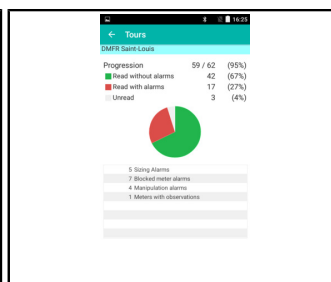 16:25
← Tours
DMFR Saint-Louis
Progression 59 / 62 (95%)
Read without alarms 42 (67%)
Read with alarms 17 (27%)
Unread 3 (4%)
5 Sizing Alarms
7 Blocked meter alarms
4 Manipulation alarms
1 Meters with observations